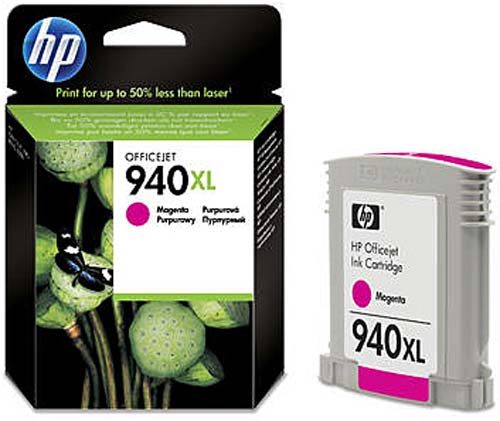 hp
Print for up to 50% less than laser!
OFFICEJET
940XL
Magenta Purpurová
Purpurowy Пурпурный
hp
HP Officejet
Ink Cartridge
Magenta
940XL